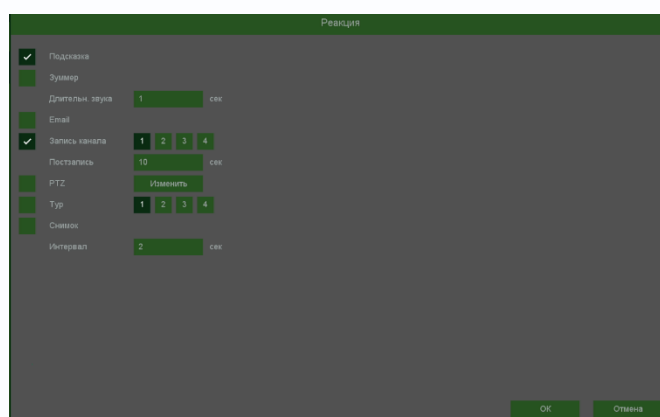 Реакция
Подсказка
Зуммер
Длительн. звука 1 сек
Email
Запись канала 1 2 3 4
Постзапись 10 сек
PTZ Изменить
Тур 1 2 3 4
Снимок
Интервал 2 сек
ОК Отмена